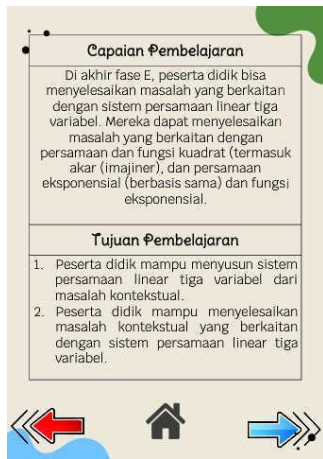 Capaian Pembelajaran
Di akhir fase E, peserta didik bisa
menyelesaikan masalah yang berkaitan
dengan sistem persamaan linear tiga
variabel. Mereka dapat menyelesaikan
masalah yang berkaitan dengan
persamaan dan fungsi kuadrat (termasuk
akar (imajiner), dan persamaan
eksponensial (berbasis sama) dan fungsi
eksponensial.
Tujuan Pembelajaran
1. Peserta didik mampu menyusun sistem
persamaan linear tiga variabel dari
masalah kontekstual.
2. Peserta didik mampu menyelesaikan
masalah kontekstual yang berkaitan
dengan sistem persamaan linear tiga
variabel.